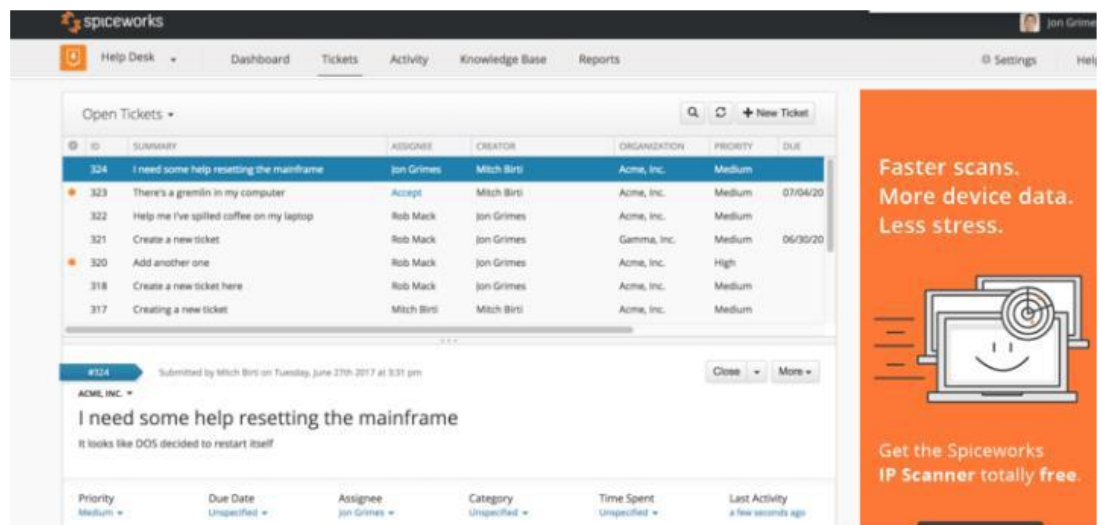 spiceworks
Jon Grimes
Help Desk Dashboard Tickets Activity Knowledge Base Reports Settings Help
Open Tickets New Ticket
ID SUMMARY ASSIGNEE CREATOR ORGANIZATION PRIORITY DUE
324 I need some help resetting the mainframe Jon Grimes Mitch Birti Acme, Inc. Medium
323 There's a gremlin in my computer Accept Mitch Birti Acme, Inc. Medium 07/04/20
322 Help me I've spilled coffee on my laptop Rob Mack Jon Grimes Acme, Inc. Medium
321 Create a new ticket Rob Mack Jon Grimes Gamma, Inc. Medium 06/30/20
320 Add another one Rob Mack Jon Grimes Acme, Inc. High
318 Create a new ticket here Rob Mack Jon Grimes Acme, Inc. Medium
317 Creating a new ticket Mitch Birti Mitch Birti Acme, Inc. Medium
#324 Submitted by Mitch Birti on Tuesday, June 27th 2017 at 3:31 pm Close More
ACME, INC.
I need some help resetting the mainframe
It looks like DOS decided to restart itself
Priority Due Date Assignee Category Time Spent Last Activity
Medium Unspecified Jon Grimes Unspecified Unspecified a few seconds ago
Faster scans.
More device data.
Less stress.
Get the Spiceworks
IP Scanner totally free.